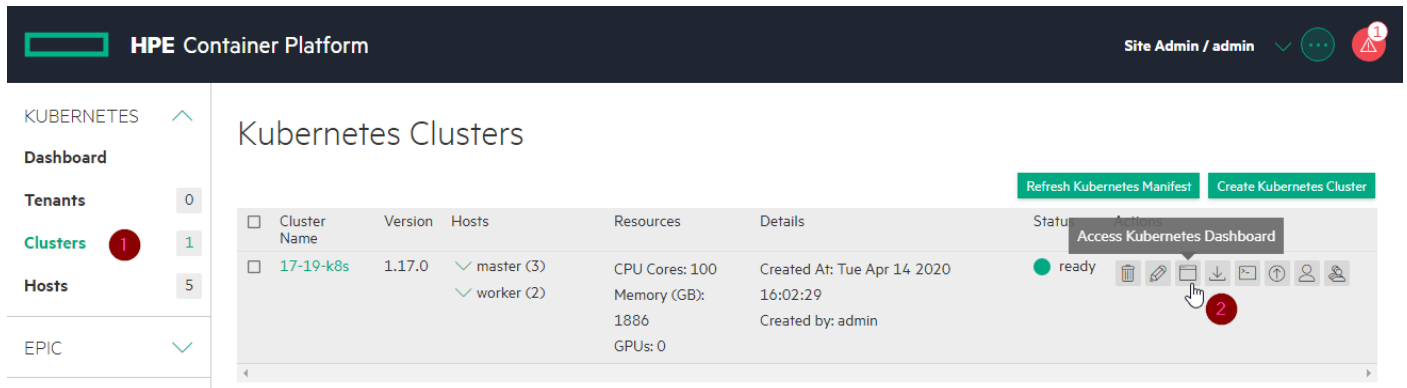 HPE Container Platform
Site Admin / admin
1
KUBERNETES
Dashboard
Tenants 0
Clusters 1 1
Hosts 5
EPIC
Kubernetes Clusters
Refresh Kubernetes Manifest Create Kubernetes Cluster
Cluster Name Version Hosts Resources Details Status Actions
Access Kubernetes Dashboard
17-19-k8s 1.17.0 master (3) CPU Cores: 100 Created At: Tue Apr 14 2020 ready
worker (2) Memory (GB): 16:02:29
1886 Created by: admin
GPUs: 0
2